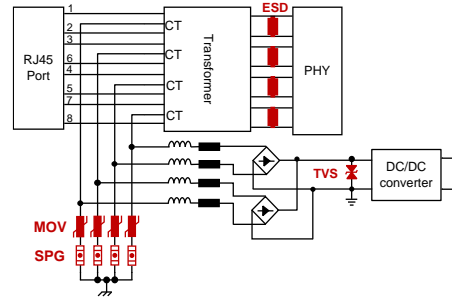 ESD
1
2
3
6
4
5
7
8
RJ45
Port
CT
CT
CT
CT
Transformer
PHY
TVS
DC/DC
converter
MOV
SPG